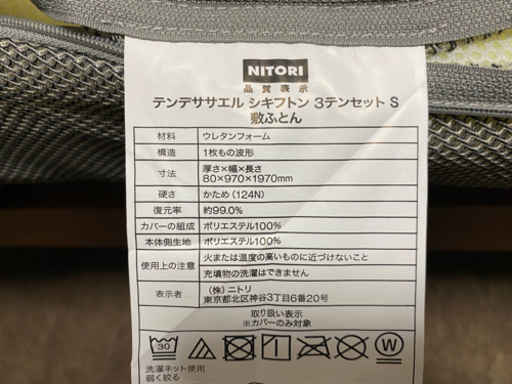 NITORI
品質表示
テンデササエル シキフトン 3テンセット S
敷ふとん
材料 ウレタンフォーム
構造 1枚もの波形
寸法 厚さ×幅×長さ
80×970×1970mm
硬さ かため(124N)
復元率 約99.0%
カバーの組成 ポリエステル100%
本体側生地 ポリエステル100%
使用上の注意 火または温度の高いものに近づけないこと
充填物の洗濯はできません
表示者 (株)ニトリ
東京都北区神谷3丁目6番20号
取り扱い表示
※カバーのみ対象
30
洗濯ネット使用
弱く絞る